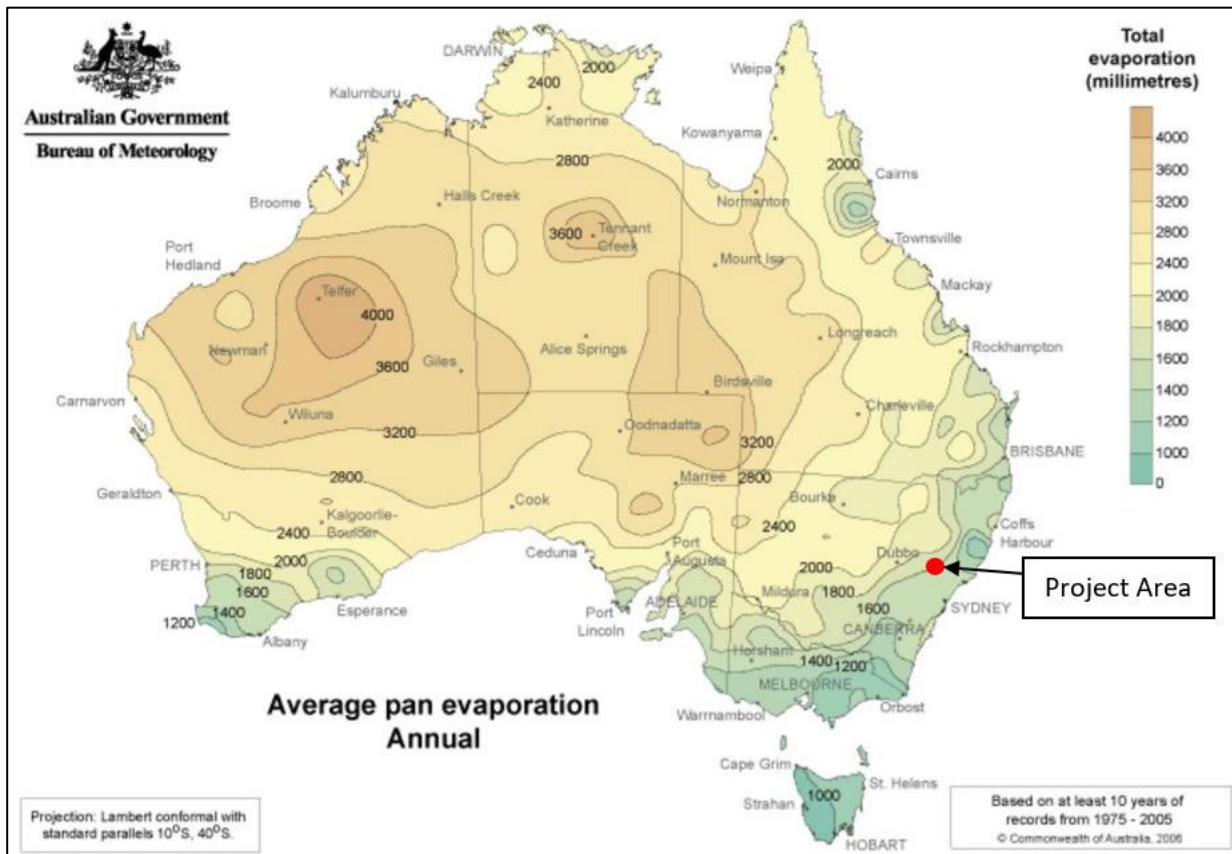 Australian Government
Bureau of Meteorology
DARWIN
2000
2400
Weipa
Kalumburu
Katherine
Kowanyama
2800
2000
Cairns
Halls Creek
Normanton
Broome
3600
Tennant
Creek
Townsville
Port
Hedland
Mount Isa
Telfer
Mackay
4000
Newman
Longreach
Alice Springs
Rockhampton
3600
Giles
Birdsville
Carnarvon
Wiluna
Charleville
3200
Oodnadatta
3200
BRISBANE
2800
Marree
2800
Geraldton
Cook
Bourke
Kalgoorlie-
Boulder
2400
2400
Coffs
Harbour
Ceduna
Port
Augusta
Dubbo
PERTH
2000
2000
1800
Mildura
1800
1600
Esperance
Port
Lincoln
ADELAIDE
1600
SYDNEY
1400
1200
CANBERRA
Albany
Horsham
1400
1200
MELBOURNE
Warrnambool
Orbost
Cape Grim
St. Helens
1000
Strahan
HOBART
Project Area
Total
evaporation
(millimetres)
4000
3600
3200
2800
2400
2000
1800
1600
1400
1200
1000
0
Average pan evaporation
Annual
Projection: Lambert conformal with
standard parallels 10°S, 40°S.
Based on at least 10 years of
records from 1975 - 2005
© Commonwealth of Australia, 2006